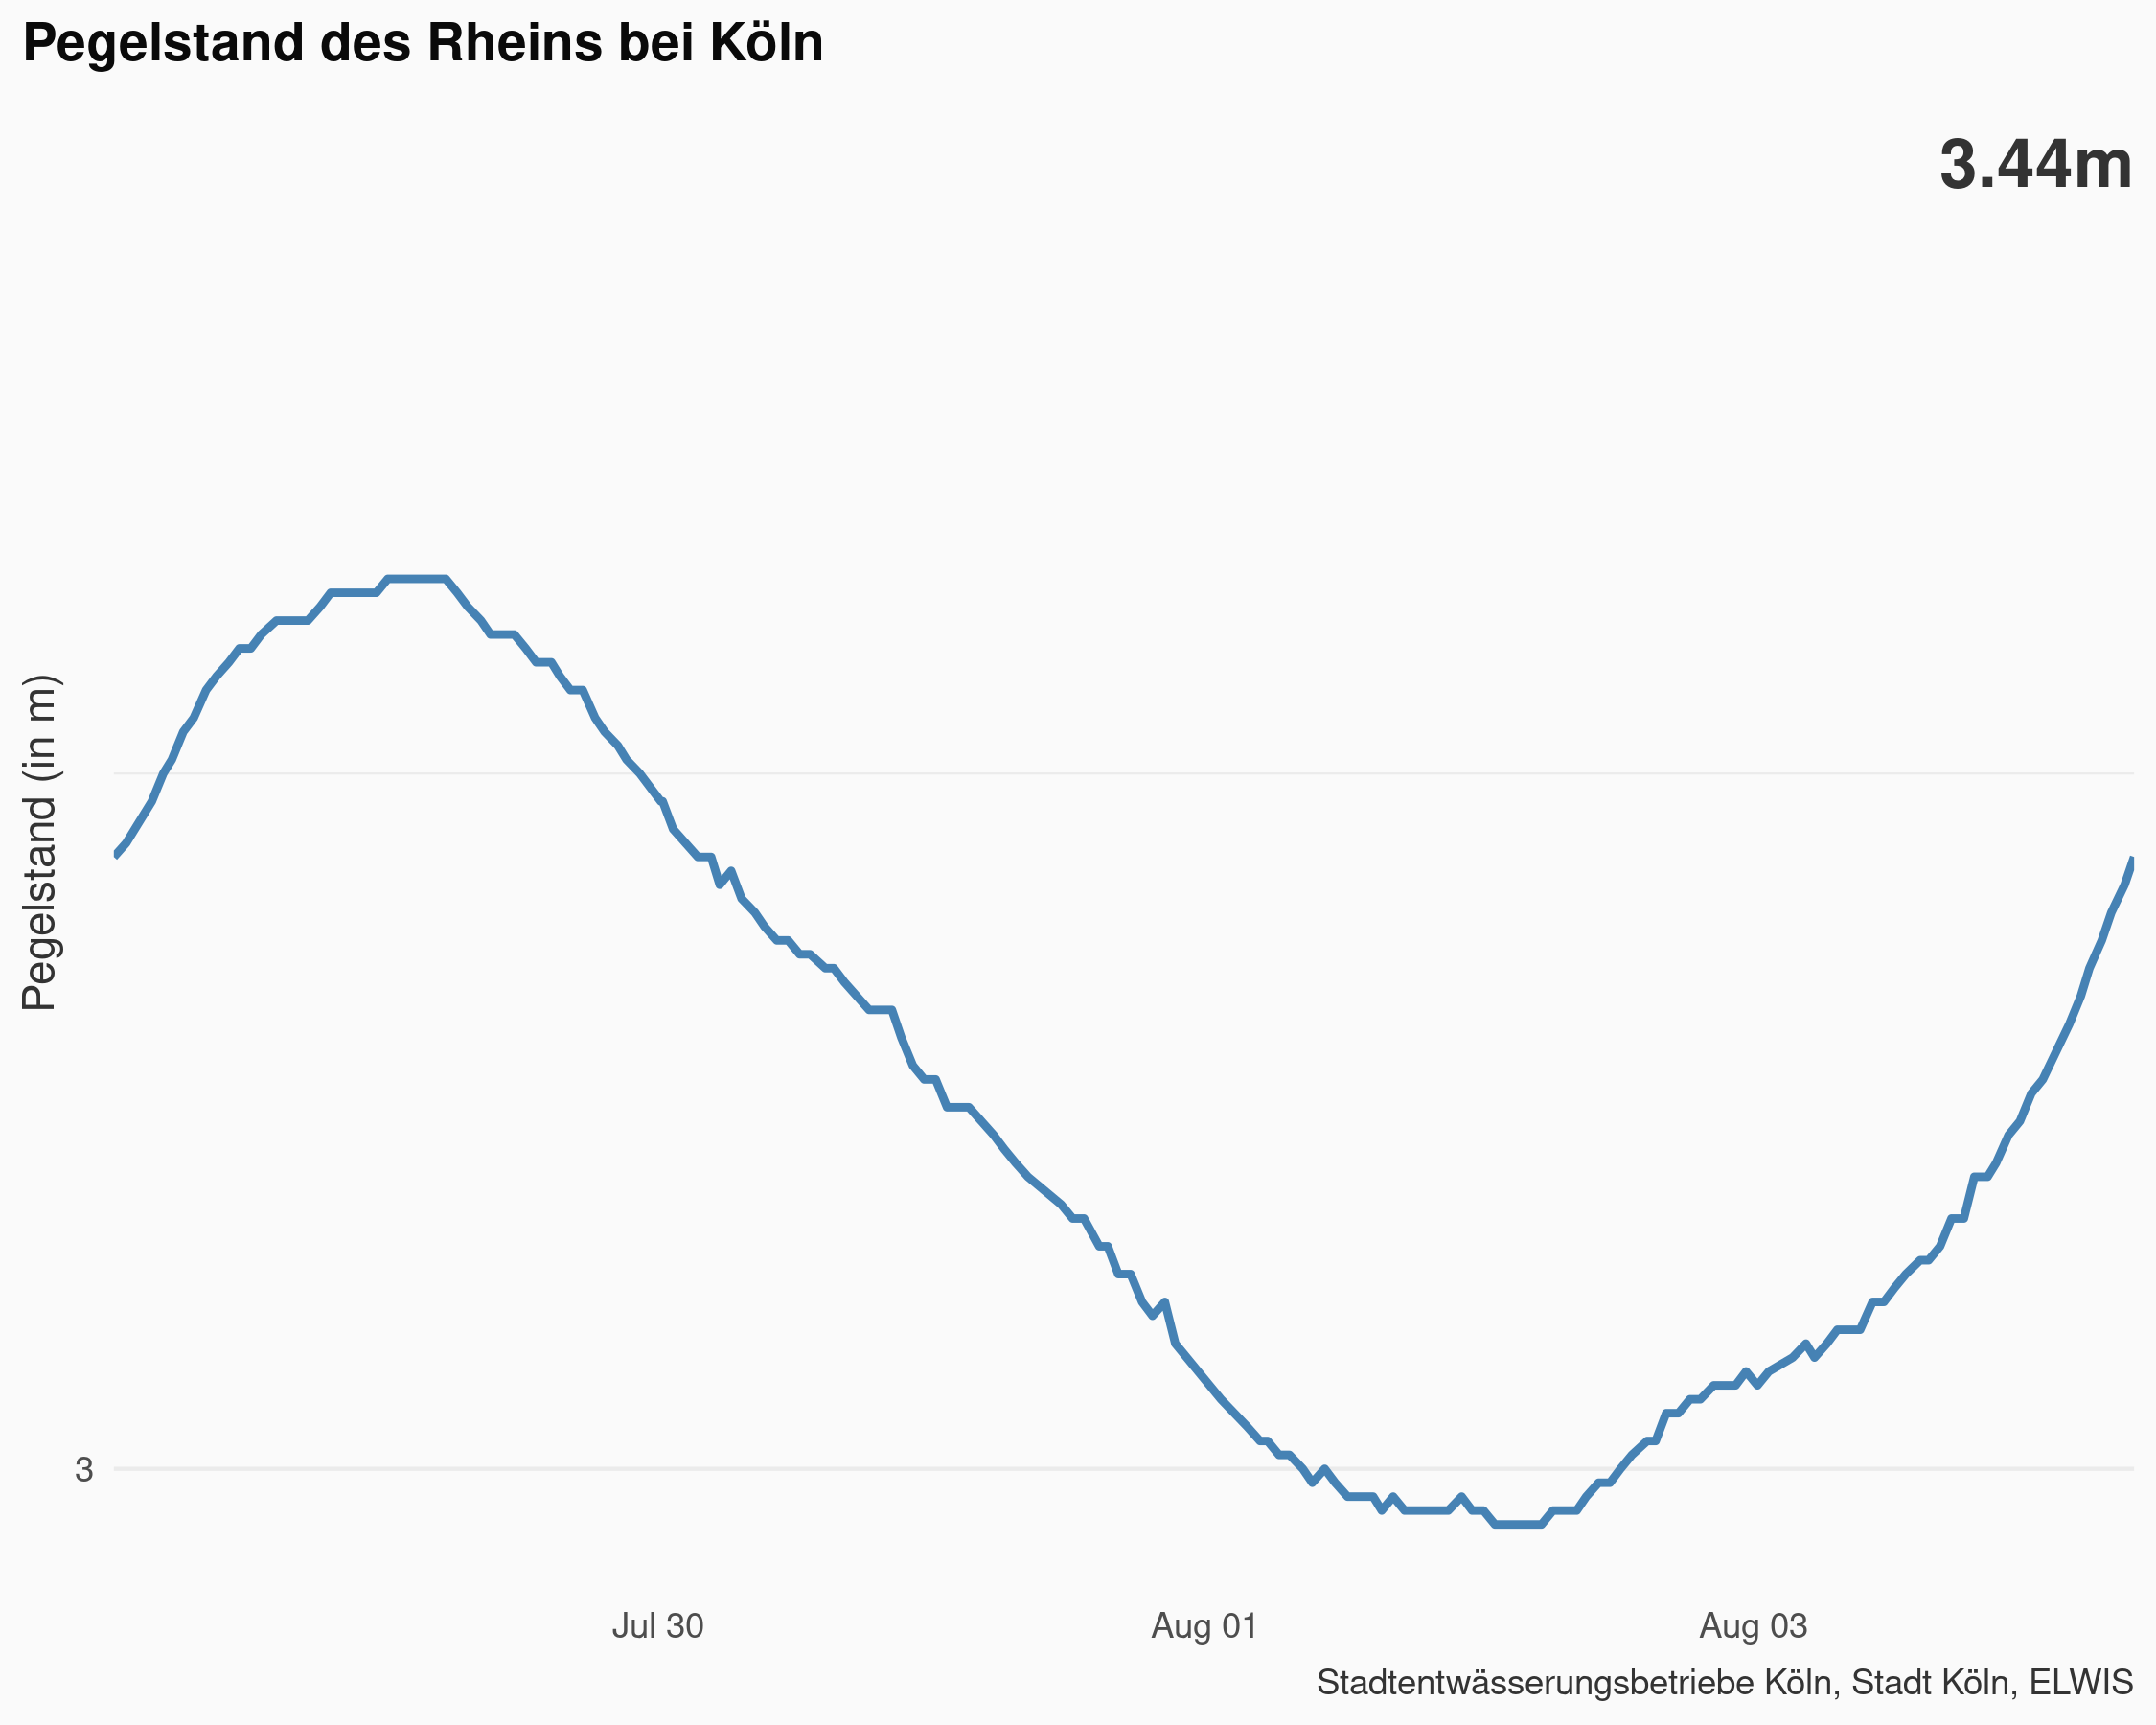 Pegelstand des Rheins bei Köln
3.44m
Pegelstand (in m)
3
Jul 30
Aug 01
Aug 03
Stadtentwässerungsbetriebe Köln, Stadt Köln, ELWIS